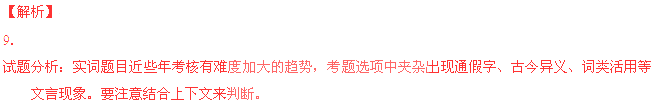 【解析】
9.
试题分析：实词题目近些年考核有难度加大的趋势，考题选项中夹杂出现通假字、古今异义、词类活用等
文言现象。要注意结合上下文来判断。